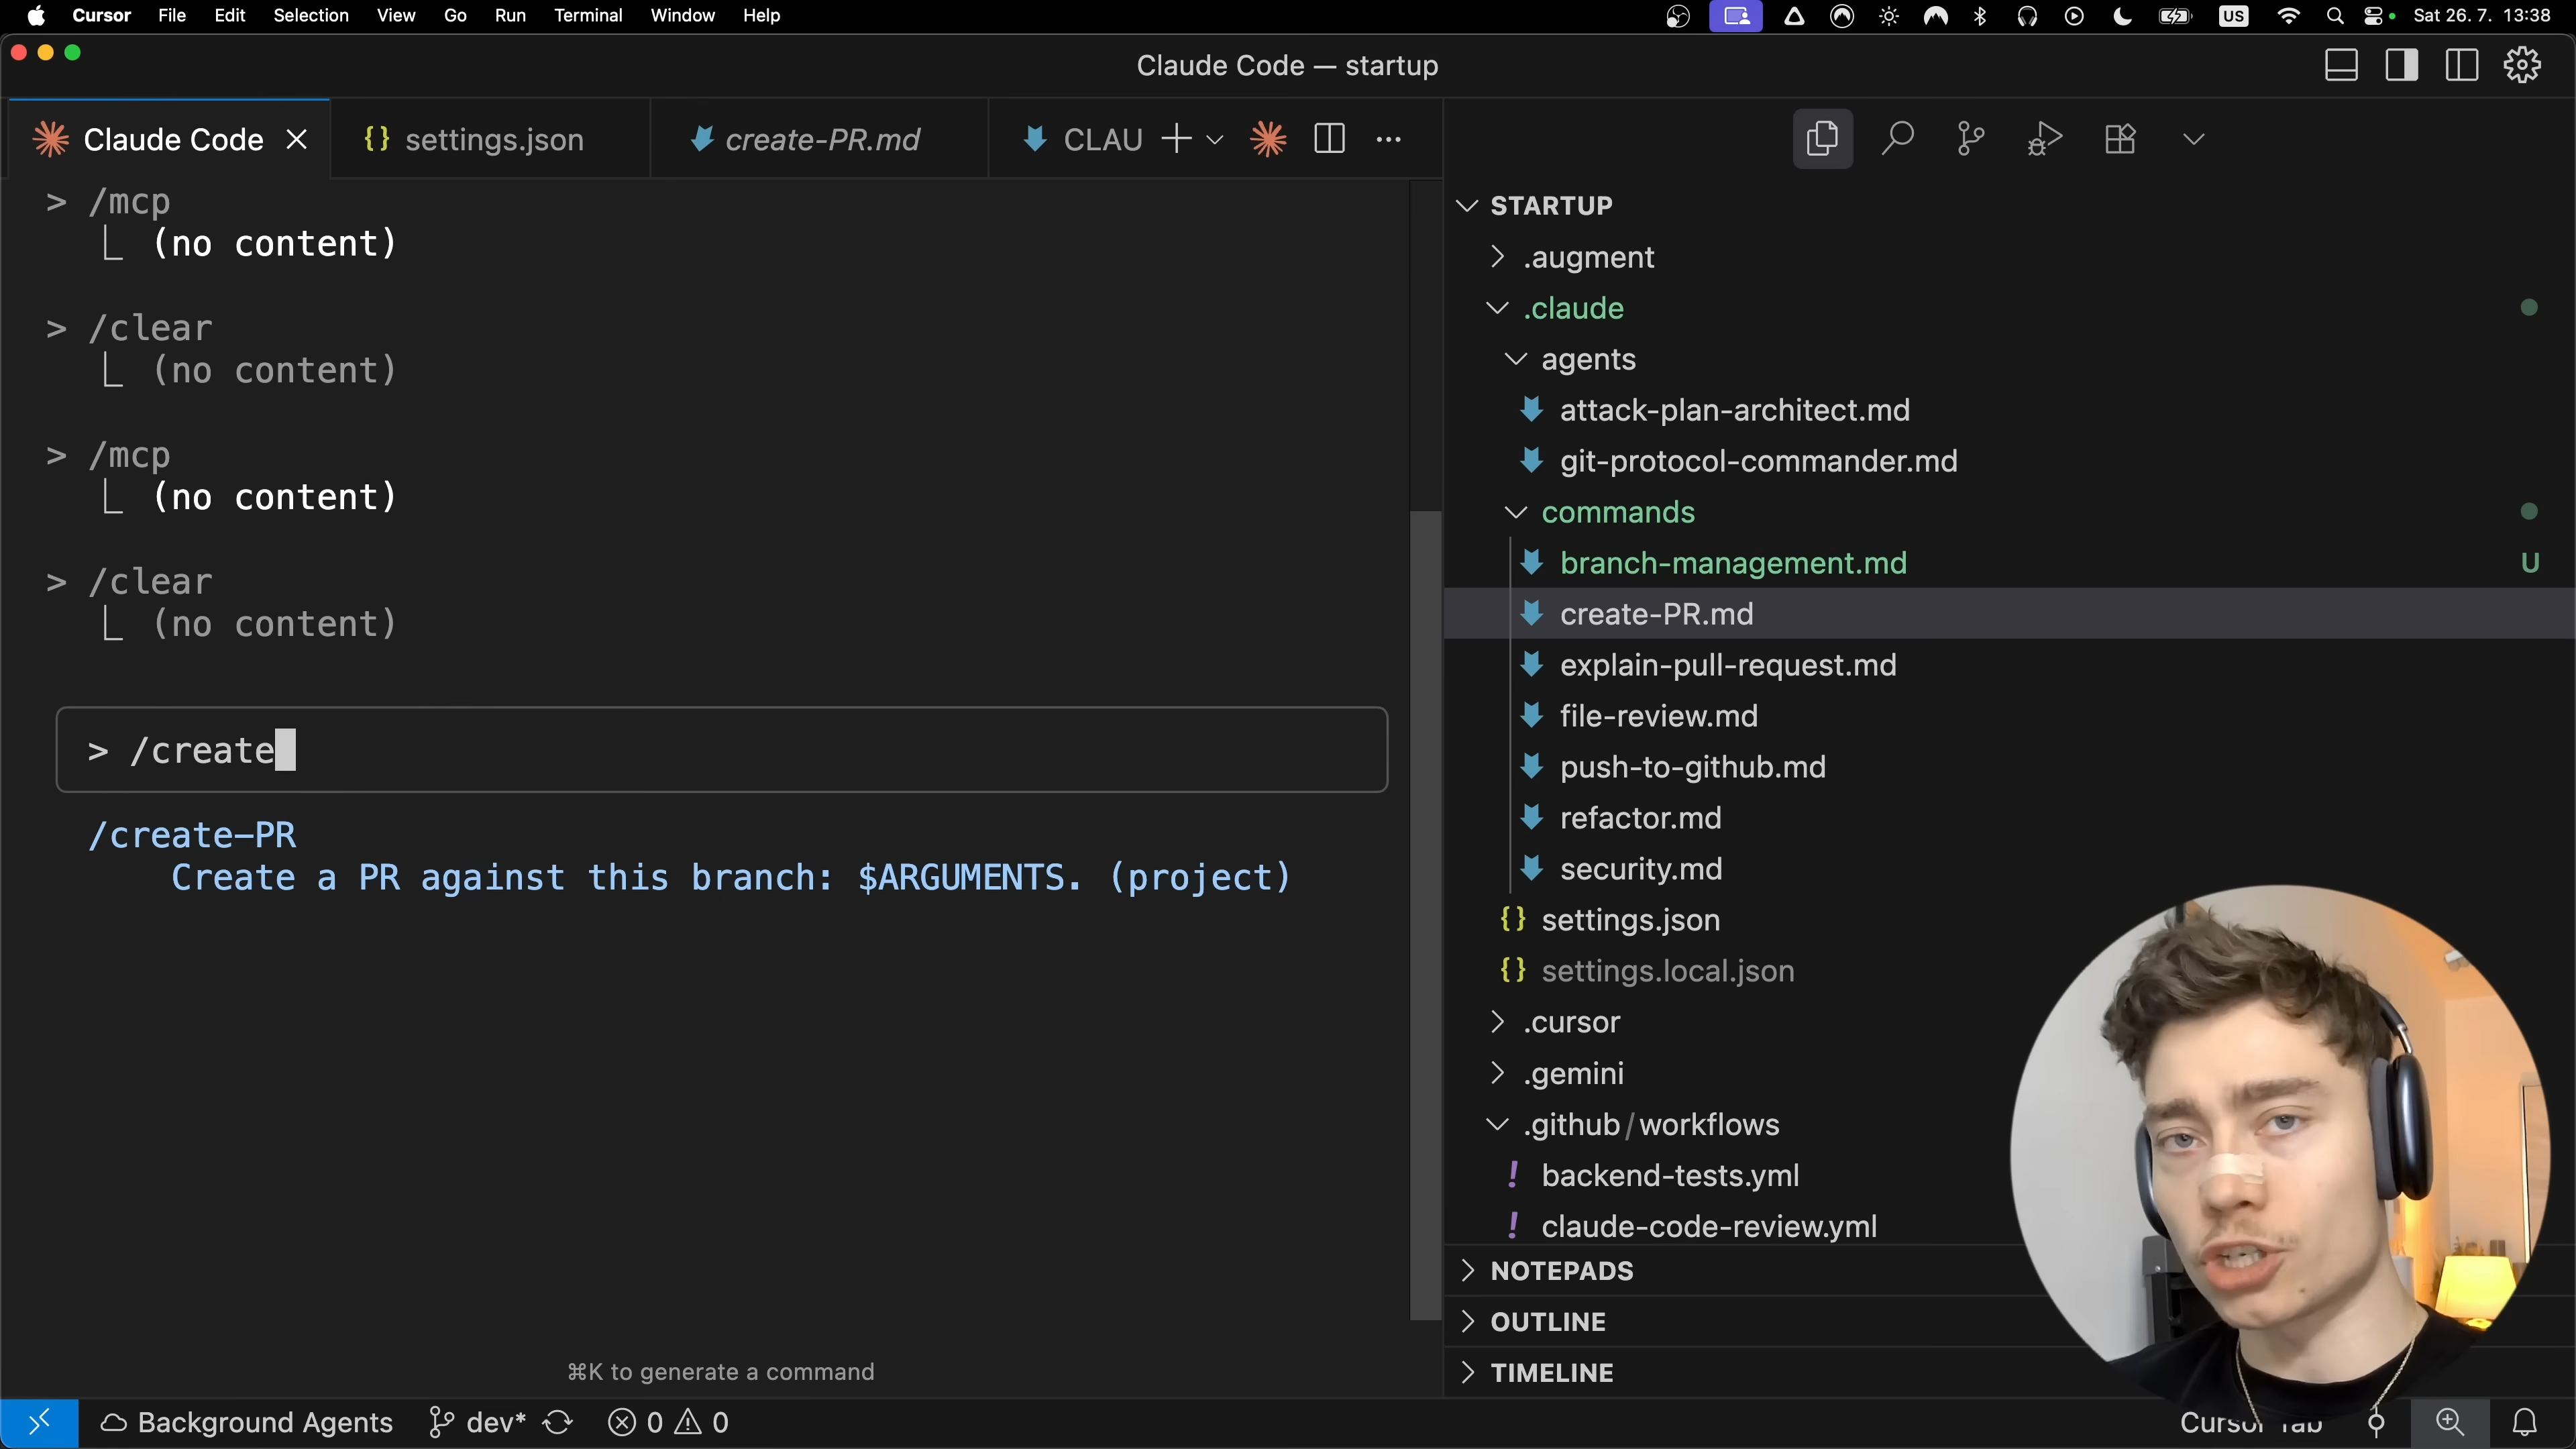 Cursor File Edit Selection View Go Run Terminal Window Help
US Sat 26. 7. 13:38
Claude Code — startup
Claude Code settings.json create-PR.md CLAU
> /mcp
(no content)
> /clear
(no content)
> /mcp
(no content)
> /clear
(no content)
> /create
/create-PR
Create a PR against this branch: $ARGUMENTS. (project)
⌘K to generate a command
STARTUP
.augment
.claude
agents
attack-plan-architect.md
git-protocol-commander.md
commands
branch-management.md U
create-PR.md
explain-pull-request.md
file-review.md
push-to-github.md
refactor.md
security.md
{} settings.json
{} settings.local.json
.cursor
.gemini
.github/workflows
! backend-tests.yml
! claude-code-review.yml
NOTEPADS
OUTLINE
TIMELINE
Background Agents dev* 0 0 Cursor Tab